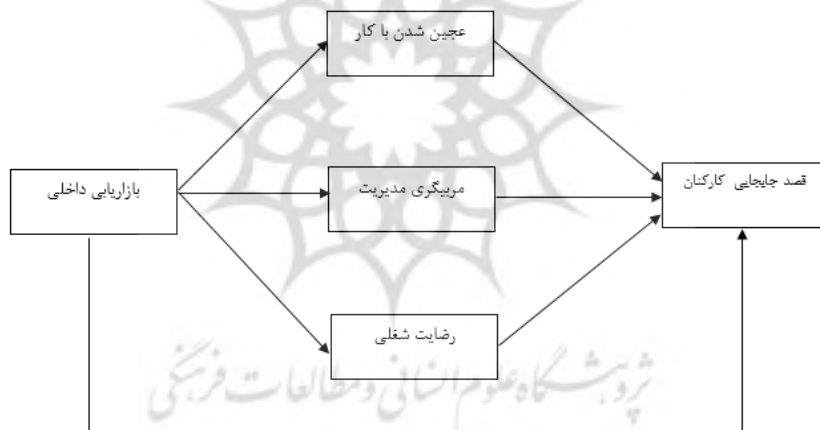 عجین شدن با کار
بازاریابی داخلی
مربیگری مدیریت
قصد جابجایی کارکنان
رضایت شغلی
پژوهشگاه علوم انسانی و مطالعات فرهنگی